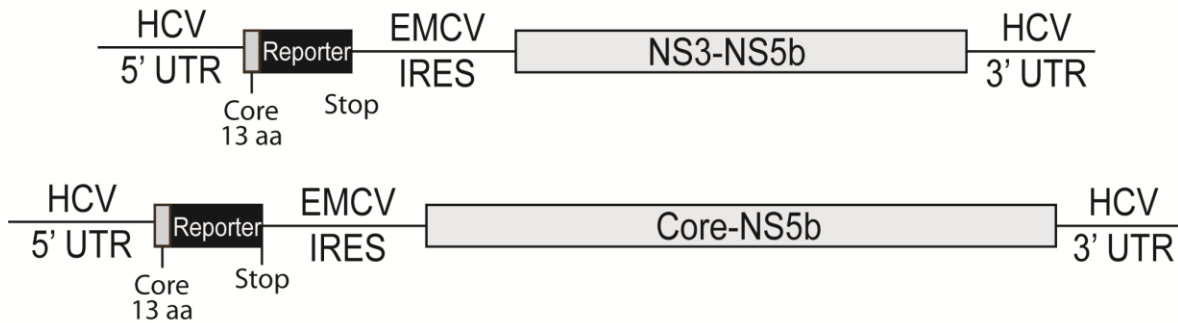 HCV EMCV HCV
Reporter NS3-NS5b
5' UTR IRES 3' UTR
Core Stop
13 aa
HCV EMCV HCV
Reporter Core-NS5b
5' UTR IRES 3' UTR
Core Stop
13 aa